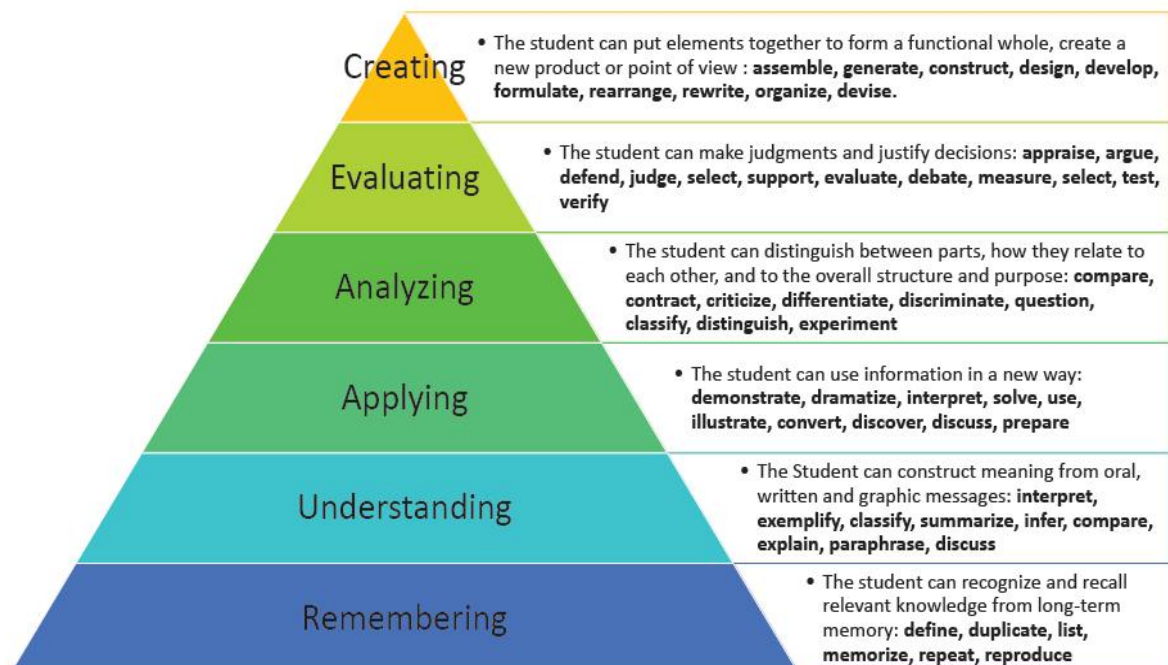 Creating
• The student can put elements together to form a functional whole, create a
new product or point of view : assemble, generate, construct, design, develop,
formulate, rearrange, rewrite, organize, devise.
Evaluating
• The student can make judgments and justify decisions: appraise, argue,
defend, judge, select, support, evaluate, debate, measure, select, test,
verify
Analyzing
• The student can distinguish between parts, how they relate to
each other, and to the overall structure and purpose: compare,
contract, criticize, differentiate, discriminate, question,
classify, distinguish, experiment
Applying
• The student can use information in a new way:
demonstrate, dramatize, interpret, solve, use,
illustrate, convert, discover, discuss, prepare
Understanding
• The Student can construct meaning from oral,
written and graphic messages: interpret,
exemplify, classify, summarize, infer, compare,
explain, paraphrase, discuss
Remembering
• The student can recognize and recall
relevant knowledge from long-term
memory: define, duplicate, list,
memorize, repeat, reproduce